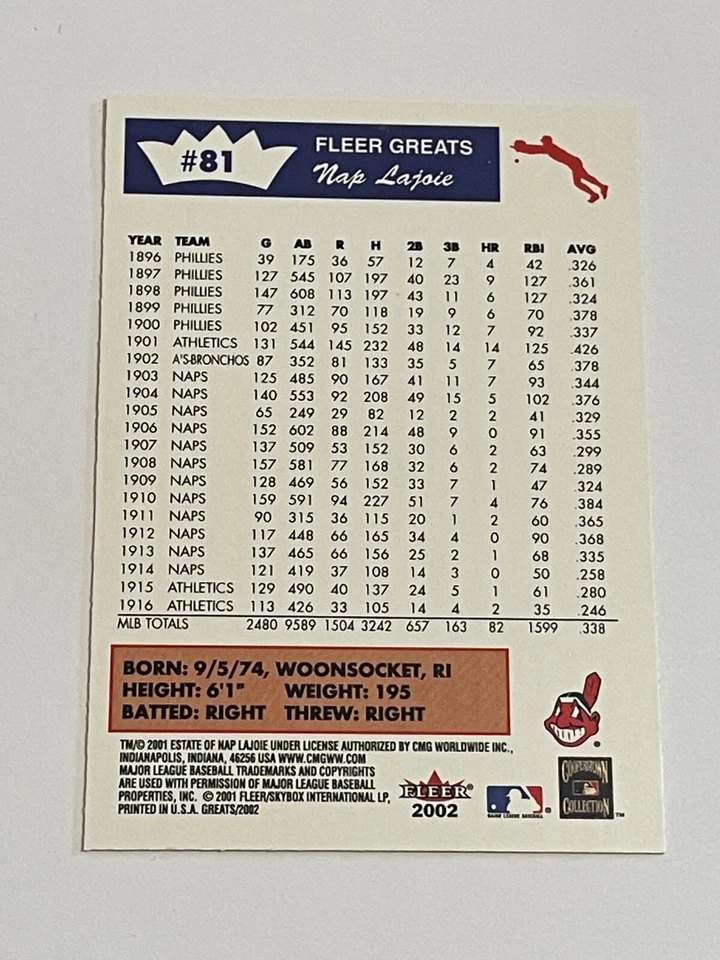 #81
FLEER GREATS
Nap Lajoie
YEAR TEAM G AB R H 2B 3B HR RBI AVG
1896 PHILLIES 39 175 36 57 12 7 4 42 .326
1897 PHILLIES 127 545 107 197 40 23 9 127 .361
1898 PHILLIES 147 608 113 197 43 11 6 127 .324
1899 PHILLIES 77 312 70 118 19 9 6 70 .378
1900 PHILLIES 102 451 95 152 33 12 7 92 .337
1901 ATHLETICS 131 544 145 232 48 14 14 125 .426
1902 A'S-BRONCHOS 87 352 81 133 35 5 7 65 .378
1903 NAPS 125 485 90 167 41 11 7 93 .344
1904 NAPS 140 553 92 208 49 15 5 102 .376
1905 NAPS 65 249 29 82 12 2 2 41 .329
1906 NAPS 152 602 88 214 48 9 0 91 .355
1907 NAPS 137 509 53 152 30 6 2 63 .299
1908 NAPS 157 581 77 168 32 6 2 74 .289
1909 NAPS 128 469 56 152 33 7 1 47 .324
1910 NAPS 159 591 94 227 51 7 4 76 .384
1911 NAPS 90 315 36 115 20 1 2 60 .365
1912 NAPS 117 448 66 165 34 4 0 90 .368
1913 NAPS 137 465 66 156 25 2 1 68 .335
1914 NAPS 121 419 37 108 14 3 0 50 .258
1915 ATHLETICS 129 490 40 137 24 5 1 61 .280
1916 ATHLETICS 113 426 33 105 14 4 2 35 .246
MLB TOTALS 2480 9589 1504 3242 657 163 82 1599 .338
BORN: 9/5/74, WOONSOCKET, RI
HEIGHT: 6'1" WEIGHT: 195
BATTED: RIGHT THREW: RIGHT
TM/© 2001 ESTATE OF NAP LAJOIE UNDER LICENSE AUTHORIZED BY CMG WORLDWIDE INC.,
INDIANAPOLIS, INDIANA, 46256 USA WWW.CMGWW.COM
MAJOR LEAGUE BASEBALL TRADEMARKS AND COPYRIGHTS
ARE USED WITH PERMISSION OF MAJOR LEAGUE BASEBALL
PROPERTIES, INC. © 2001 FLEER/SKYBOX INTERNATIONAL LP,
PRINTED IN U.S.A. GREATS/2002
FLEER®
2002
MAJOR LEAGUE BASEBALL
®
®
COOPERSTOWN
COLLECTION
™